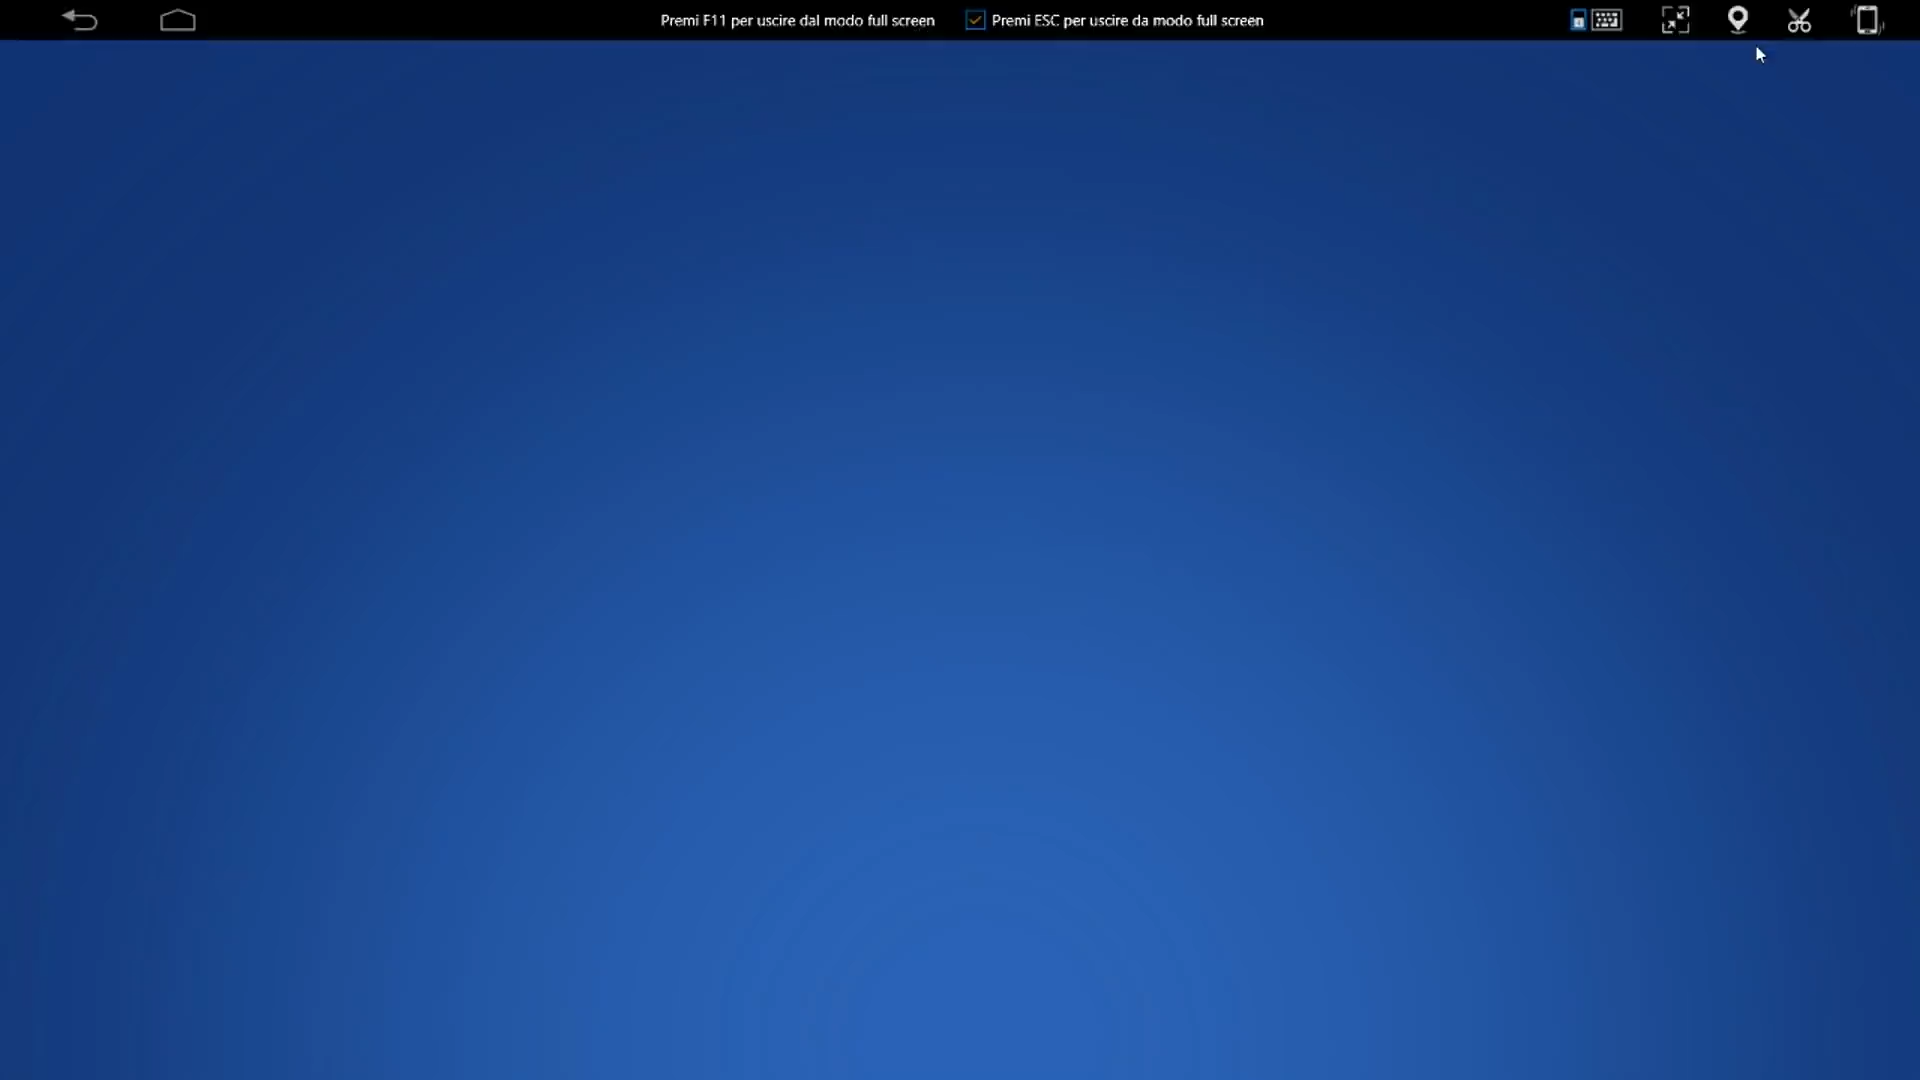 Premi F11 per uscire dal modo full screen
Premi ESC per uscire da modo full screen